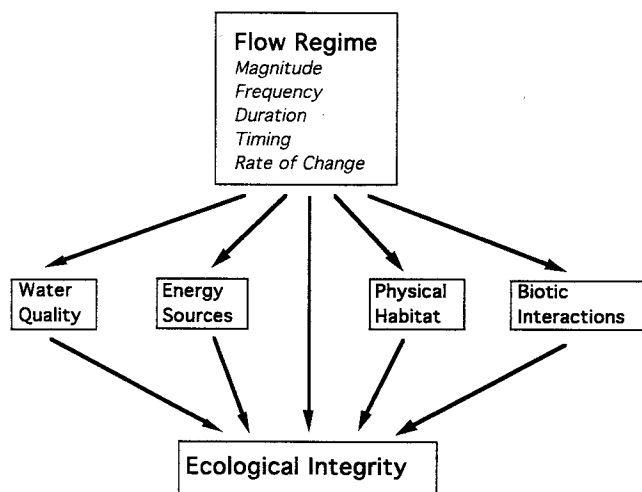 Flow Regime
Magnitude
Frequency
Duration
Timing
Rate of Change
Water
Quality
Energy
Sources
Physical
Habitat
Biotic
Interactions
Ecological Integrity